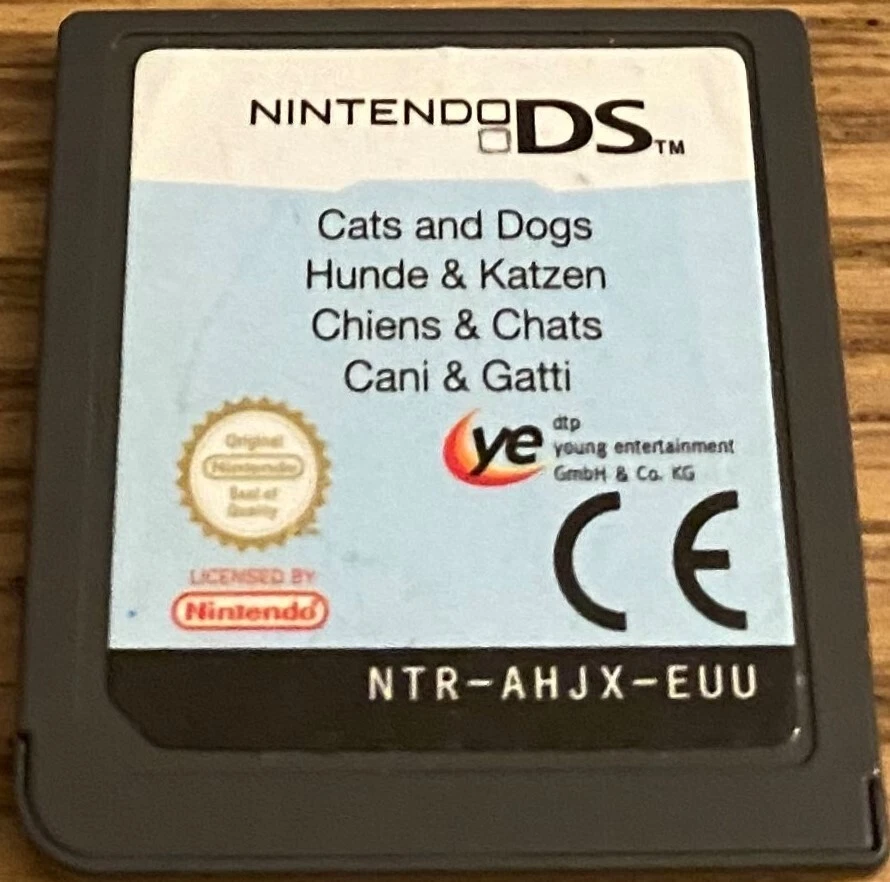 NINTENDO DS™
Cats and Dogs
Hunde & Katzen
Chiens & Chats
Cani & Gatti
ye
dtp
young entertainment
GmbH & Co. KG
Original
Nintendo
Seal of
Quality
CE
LICENSED BY
Nintendo
NTR-AHJX-EUU